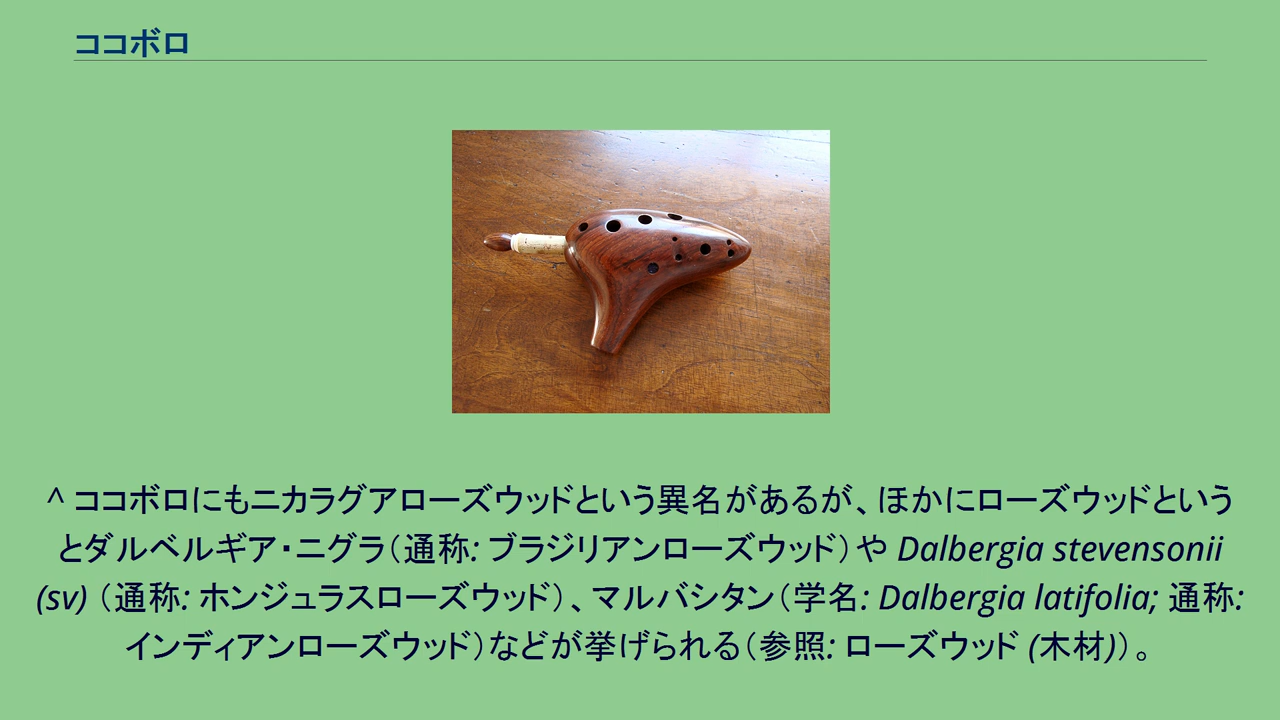 ココボロ
^ ココボロにもニカラグアローズウッドという異名があるが、ほかにローズウッドという
とダルベルギア・ニグラ（通称: ブラジリアンローズウッド）や Dalbergia stevensonii
(sv)（通称: ホンジュラスローズウッド）、マルバシタン（学名: Dalbergia latifolia; 通称:
インディアンローズウッド）などが挙げられる（参照: ローズウッド (木材)）。